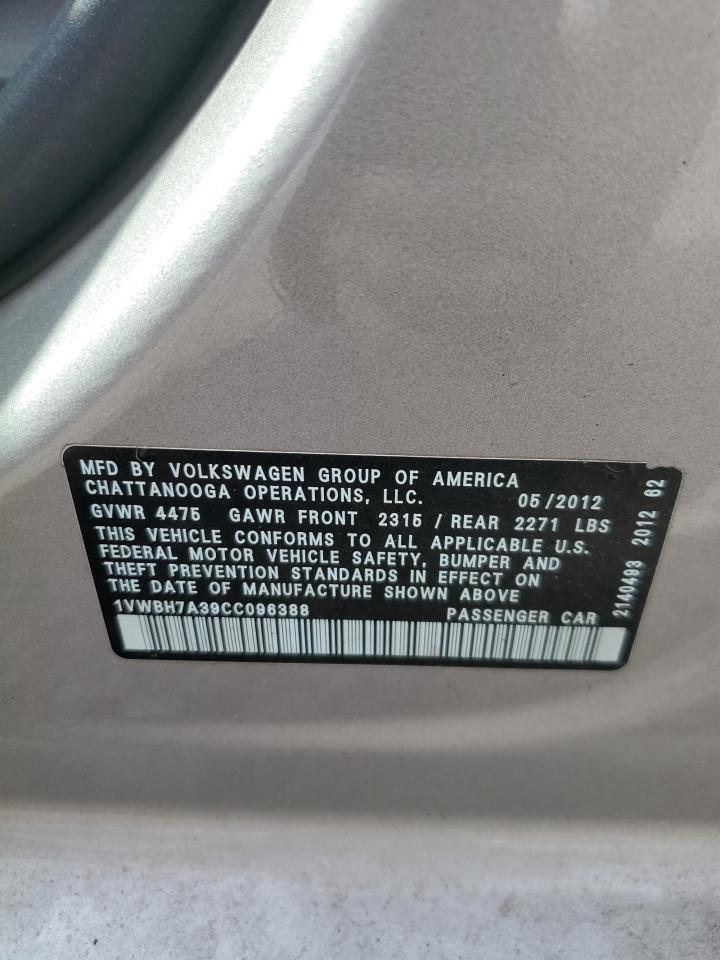 MFD BY VOLKSWAGEN GROUP OF AMERICA
CHATTANOOGA OPERATIONS, LLC. 05/2012
GVWR 4475 GAWR FRONT 2315 / REAR 2271 LBS
THIS VEHICLE CONFORMS TO ALL APPLICABLE U.S.
FEDERAL MOTOR VEHICLE SAFETY, BUMPER AND
THEFT PREVENTION STANDARDS IN EFFECT ON
THE DATE OF MANUFACTURE SHOWN ABOVE
1VWBH7A39CC096388 PASSENGER CAR
2140493 2012 62